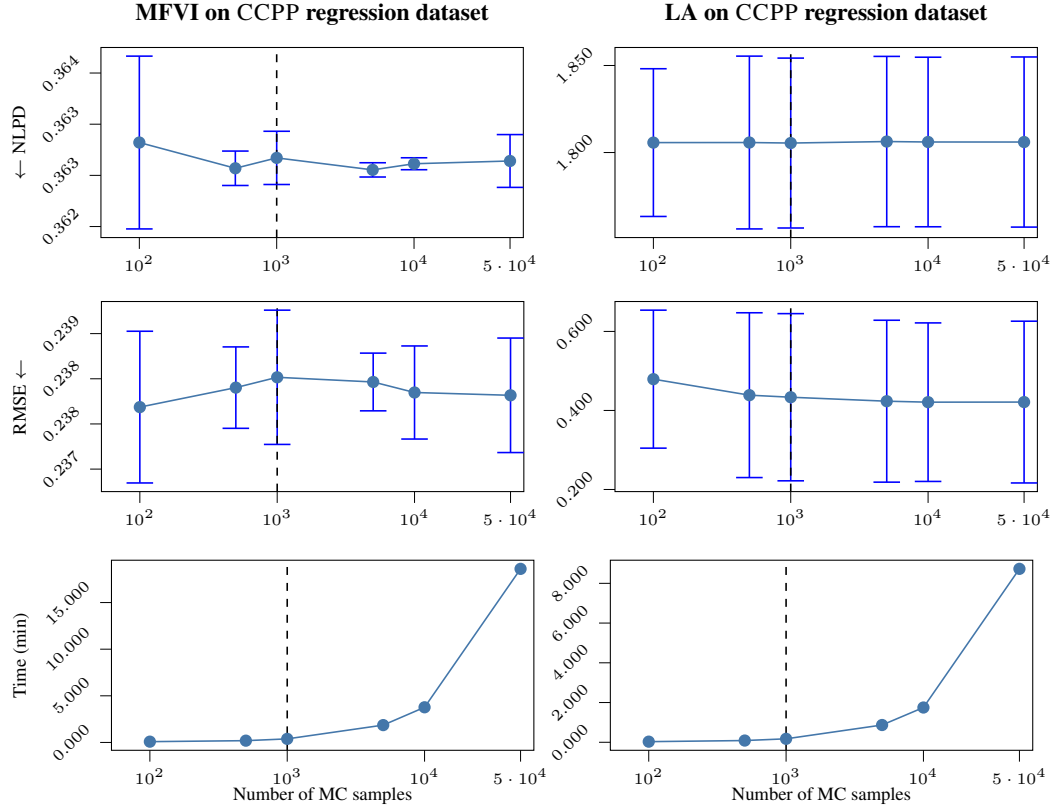 MFVI on CCPP regression dataset
LA on CCPP regression dataset
← NLPD
0.364
0.363
0.363
0.362
10² 10³ 10⁴ 5 · 10⁴
1.850
1.800
10² 10³ 10⁴ 5 · 10⁴
RMSE ←
0.239
0.238
0.238
0.237
10² 10³ 10⁴ 5 · 10⁴
0.600
0.400
0.200
10² 10³ 10⁴ 5 · 10⁴
Time (min)
15.000
10.000
5.000
0.000
10² 10³ 10⁴ 5 · 10⁴
Number of MC samples
8.000
6.000
4.000
2.000
0.000
10² 10³ 10⁴ 5 · 10⁴
Number of MC samples